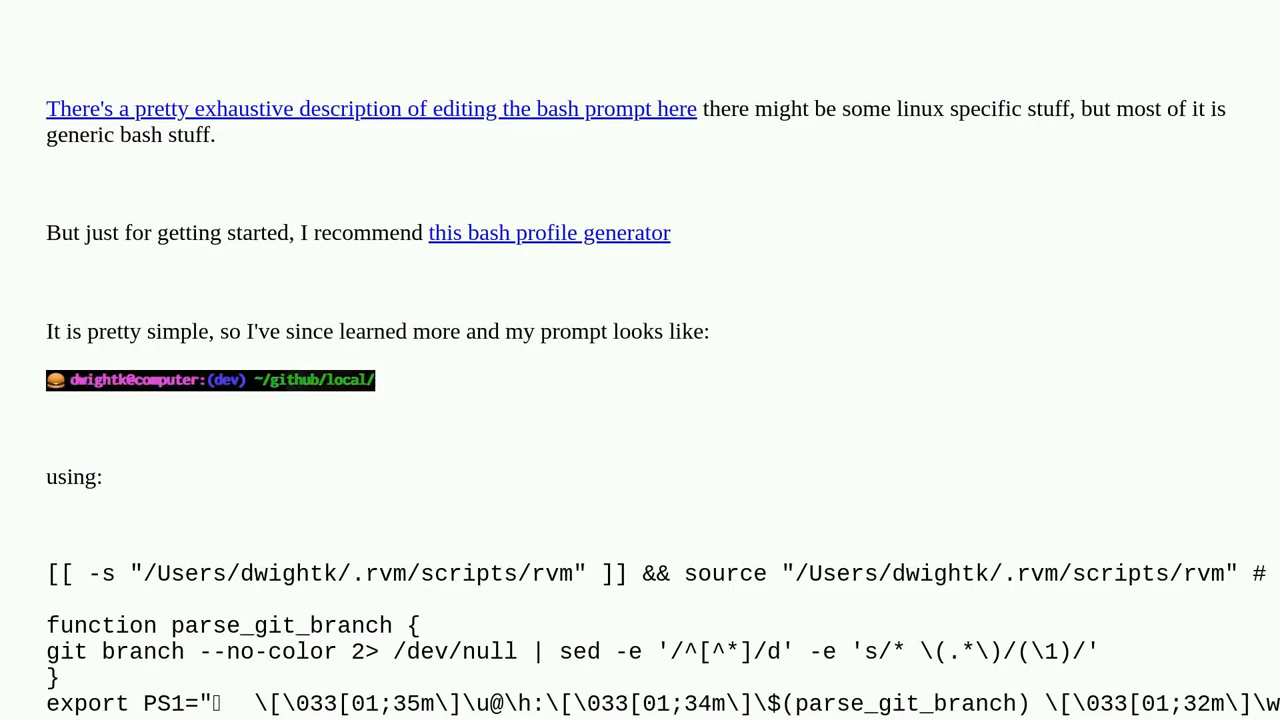 There's a pretty exhaustive description of editing the bash prompt here there might be some linux specific stuff, but most of it is
generic bash stuff.
But just for getting started, I recommend this bash profile generator
It is pretty simple, so I've since learned more and my prompt looks like:
🍔 dwightk@computer:(dev) ~/github/local/
using:
[[ -s "/Users/dwightk/.rvm/scripts/rvm" ]] && source "/Users/dwightk/.rvm/scripts/rvm" #
function parse_git_branch {
git branch --no-color 2> /dev/null | sed -e '/^[^*]/d' -e 's/* \(.*\)/(\1)/'
}
export PS1="  \[\033[01;35m\]\u@\h:\[\033[01;34m\]\$(parse_git_branch) \[\033[01;32m\]\w